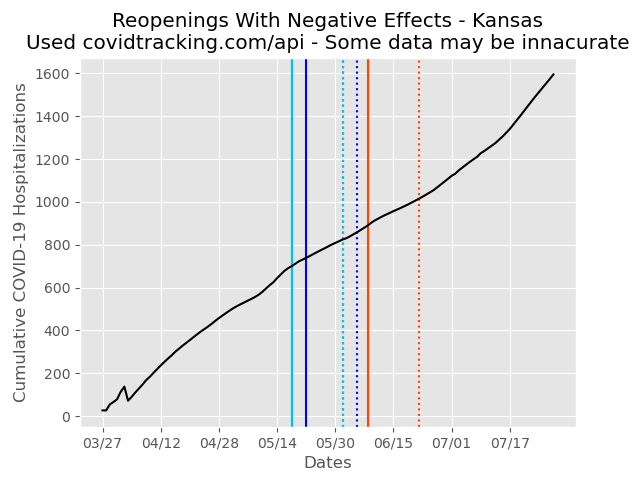 Reopenings With Negative Effects - Kansas
Used covidtracking.com/api - Some data may be innacurate
1600
1400
1200
1000
800
600
400
200
0
Cumulative COVID-19 Hospitalizations
03/27 04/12 04/28 05/14 05/30 06/15 07/01 07/17
Dates